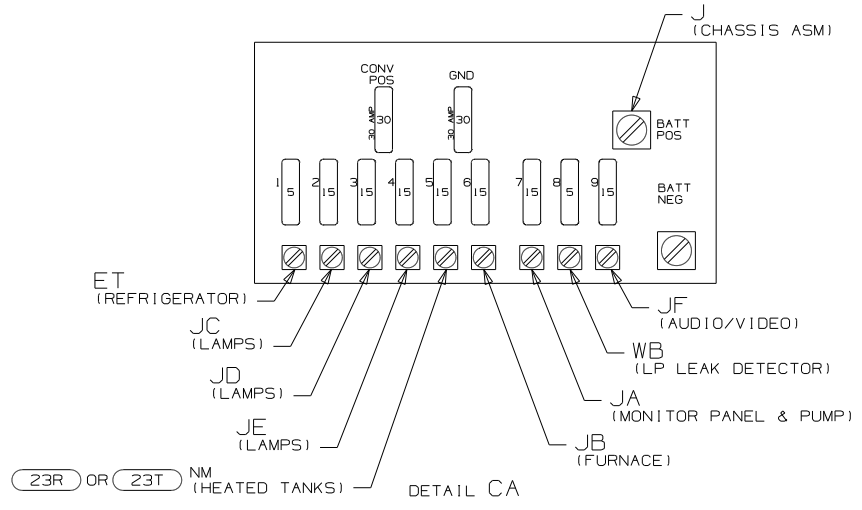 J
(CHASSIS ASM)
CONV
POS
GND
30 AMP
30
30 AMP
30
BATT
POS
1 5
2 15
3 15
4 15
5 15
6 15
7 15
8 5
9 15
BATT
NEG
ET
(REFRIGERATOR)
JF
(AUDIO/VIDEO)
JC
(LAMPS)
WB
(LP LEAK DETECTOR)
JD
(LAMPS)
JA
(MONITOR PANEL & PUMP)
JE
(LAMPS)
JB
(FURNACE)
23R OR 23T NM
(HEATED TANKS)
DETAIL CA